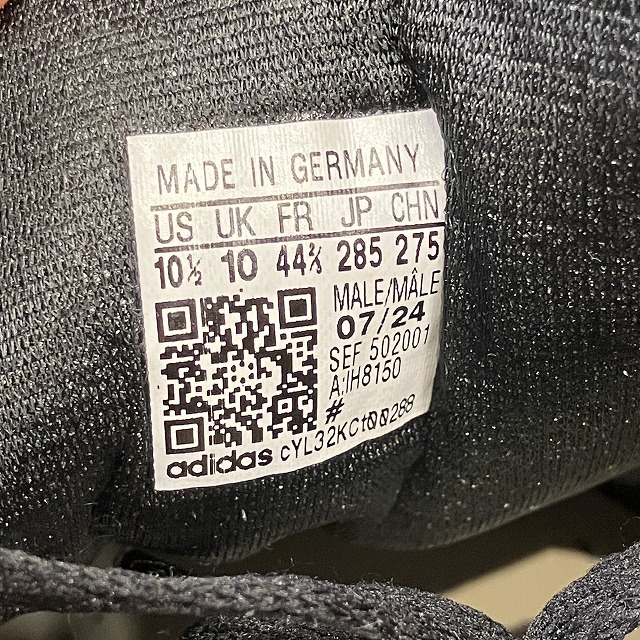 MADE IN GERMANY
US UK FR JP CHN
10½ 10 44⅔ 285 275
MALE/MÂLE
07/24
SEF 502001
A:IH8150
#
adidas cYL32KCt00288